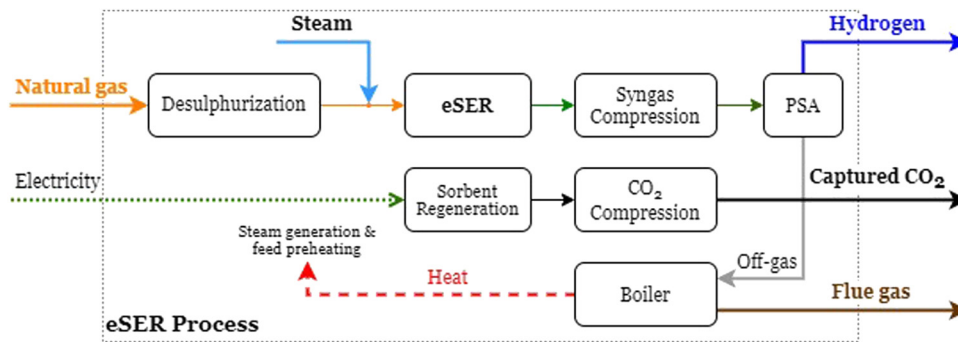 Steam
Hydrogen
Natural gas
Desulphurization
eSER
Syngas
Compression
PSA
Electricity
Sorbent
Regeneration
CO₂
Compression
Captured CO₂
Steam generation &
feed preheating
Heat
Boiler
Off-gas
Flue gas
eSER Process